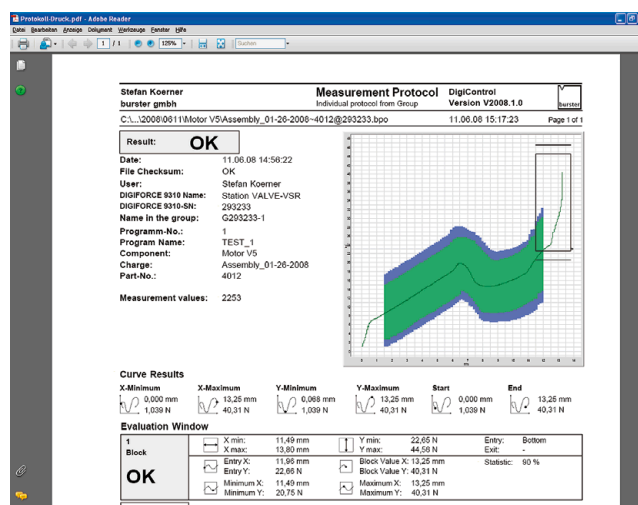 Protokoll-Druck.pdf - Adobe Reader
Datei Bearbeiten Anzeige Dokument Werkzeuge Fenster Hilfe
1 / 1 125% Suchen
Stefan Koerner Measurement Protocol DigiControl
burster gmbh Individual protocol from Group Version V2008.1.0 burster
C:\...\2008\0611\Motor V5\Assembly_01-26-2008~4012@293233.bpo 11.06.08 15:17:23 Page 1 of 1
Result: OK
Date: 11.06.08 14:56:22
File Checksum: OK
User: Stefan Koerner
DIGIFORCE 9310 Name: Station VALVE-VSR
DIGIFORCE 9310-SN: 293233
Name in the group: G293233-1
Programm-No.: 1
Program Name: TEST_1
Component: Motor V5
Charge: Assembly_01-26-2008
Part-No.: 4012
Measurement values: 2253
Curve Results
X-Minimum X-Maximum Y-Minimum Y-Maximum Start End
0,000 mm 13,25 mm 0,068 mm 13,25 mm 0,000 mm 13,25 mm
1,039 N 40,31 N 1,039 N 40,31 N 1,039 N 40,31 N
Evaluation Window
1 X min: 11,49 mm Y min: 22,65 N Entry: Bottom
Block X max: 13,80 mm Y max: 44,56 N Exit: -
OK Entry X: 11,96 mm Block Value X: 13,25 mm Statistic: 90 %
Entry Y: 22,66 N Block Value Y: 40,31 N
Minimum X: 11,49 mm Maximum X: 13,25 mm
Minimum Y: 20,75 N Maximum Y: 40,31 N